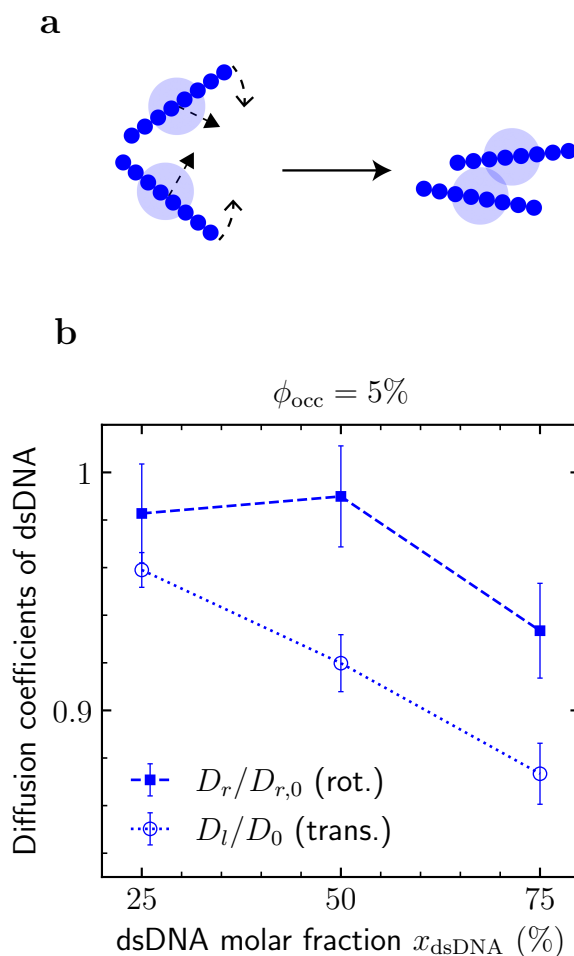 a
b
ϕ_occ = 5%
Diffusion coefficients of dsDNA
1
0.9
D_r/D_{r,0} (rot.)
D_l/D_0 (trans.)
25 50 75
dsDNA molar fraction x_dsDNA (%)